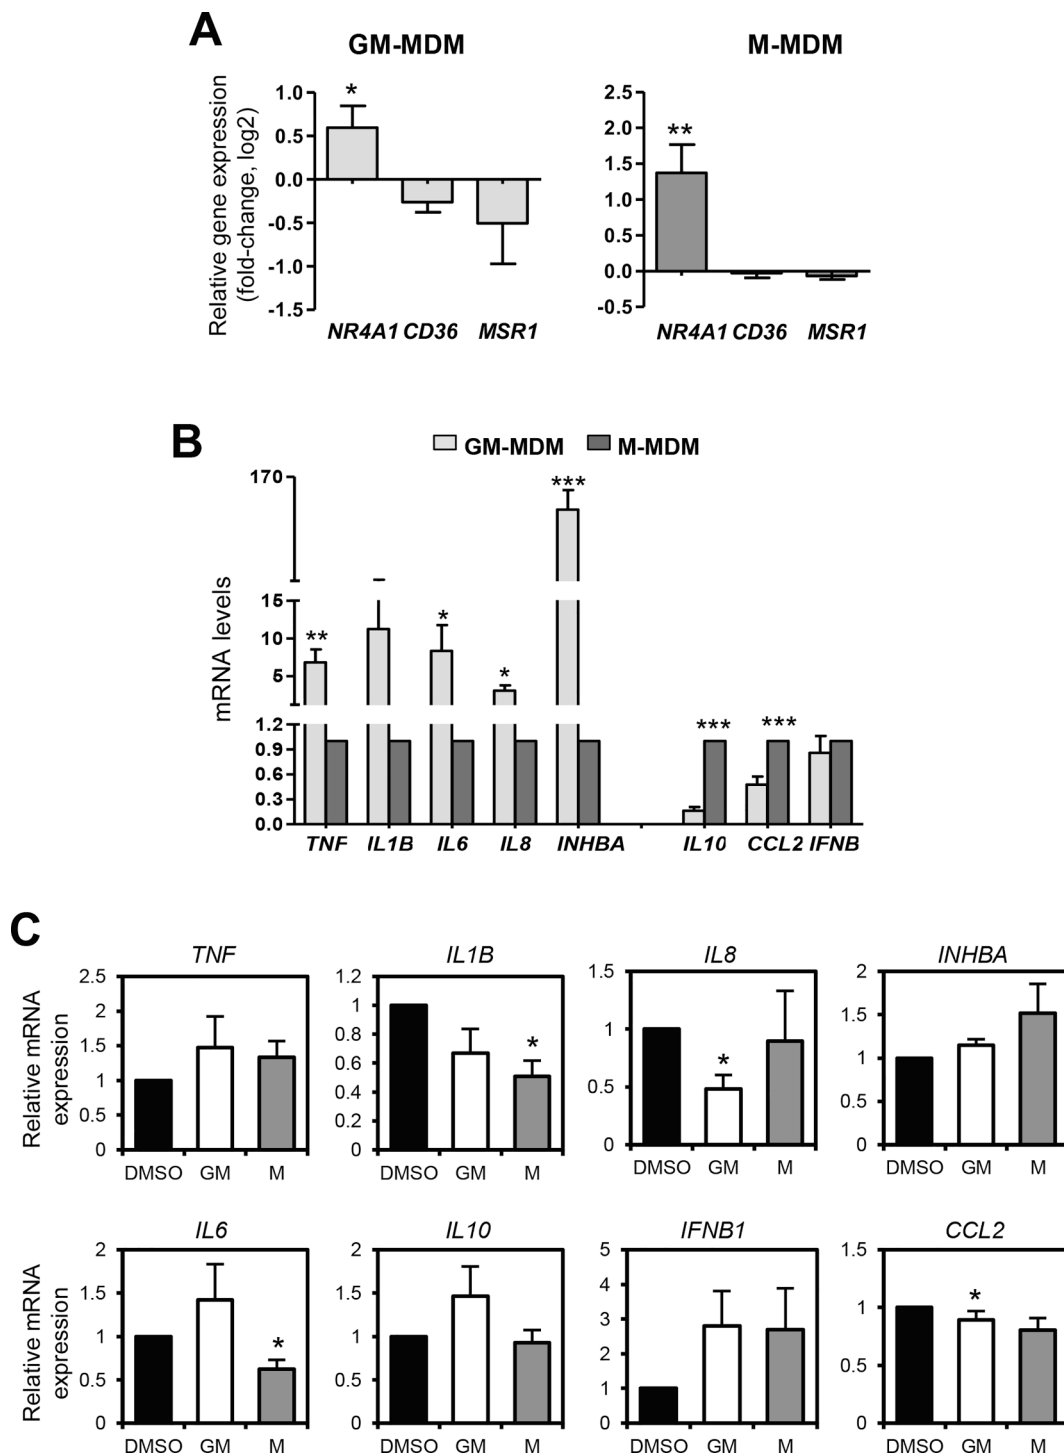 A
GM-MDM
M-MDM
Relative gene expression
(fold-change, log2)
1.0
0.5
0.0
-0.5
-1.0
-1.5
*
NR4A1 CD36 MSR1
2.5
2.0
1.5
1.0
0.5
0.0
-0.5
**
NR4A1 CD36 MSR1
B
GM-MDM M-MDM
mRNA levels
170
15
10
5
1.2
0.9
0.6
0.3
0.0
** * * *** *** ***
TNF IL1B IL6 IL8 INHBA IL10 CCL2 IFNB
C
Relative mRNA
expression
TNF
2.5
2
1.5
1
0.5
0
DMSO GM M
IL1B
1.2
1
0.8
0.6
0.4
0.2
0
*
DMSO GM M
IL8
1.5
1
0.5
0
*
DMSO GM M
INHBA
2
1.5
1
0.5
0
DMSO GM M
Relative mRNA
expression
IL6
2
1.5
1
0.5
0
*
DMSO GM M
IL10
2
1.5
1
0.5
0
DMSO GM M
IFNB1
5
4
3
2
1
0
DMSO GM M
CCL2
1.5
1
0.5
0
*
DMSO GM M